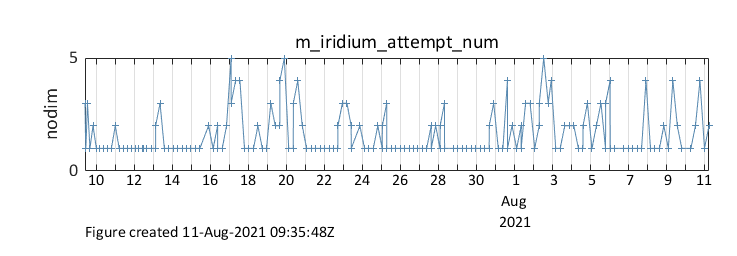 m_iridium_attempt_num
5
nodim
0
10 12 14 16 18 20 22 24 26 28 30 1 3 5 7 9 11
Aug
2021
Figure created 11-Aug-2021 09:35:48Z